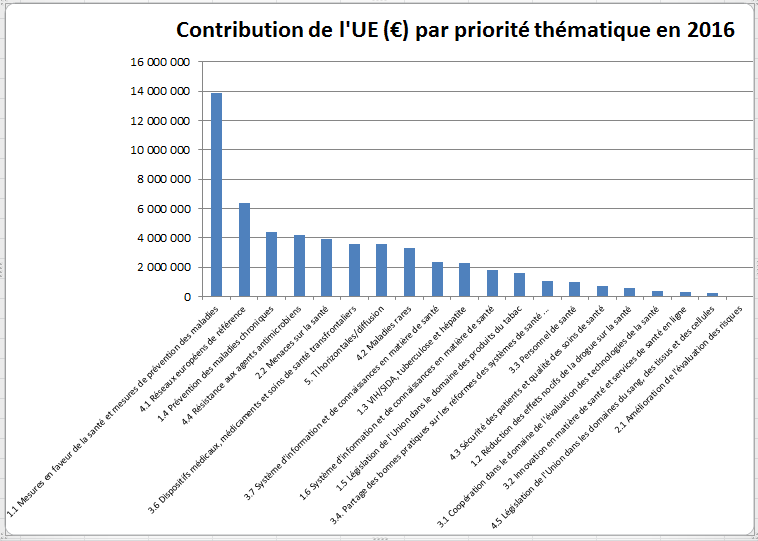 Contribution de l'UE (€) par priorité thématique en 2016
16 000 000
14 000 000
12 000 000
10 000 000
8 000 000
6 000 000
4 000 000
2 000 000
0
1.1 Mesures en faveur de la santé et mesures de prévention des maladies
4.1 Réseaux européens de référence
1.4 Prévention des maladies chroniques
4.4 Résistance aux agents antimicrobiens
2.2 Menaces sur la santé
3.6 Dispositifs médicaux, médicaments et soins de santé transfrontaliers
5. TI horizontales/diffusion
4.2 Maladies rares
3.7 Système d'information et de connaissances en matière de santé
1.3 VIH/SIDA, tuberculose et hépatite
1.6 Système d'information et de connaissances en matière de santé
1.5 Législation de l'Union dans le domaine des produits du tabac
3.4. Partage des bonnes pratiques sur les réformes des systèmes de santé ...
3.3 Personnel de santé
4.3 Sécurité des patients et qualité des soins de santé
1.2 Réduction des effets nocifs de la drogue sur la santé
3.1 Coopération dans le domaine de l'évaluation des technologies de la santé
3.2 Innovation en matière de santé et services de santé en ligne
4.5 Législation de l'Union dans les domaines du sang, des tissus et des cellules
2.1 Amélioration de l'évaluation des risques